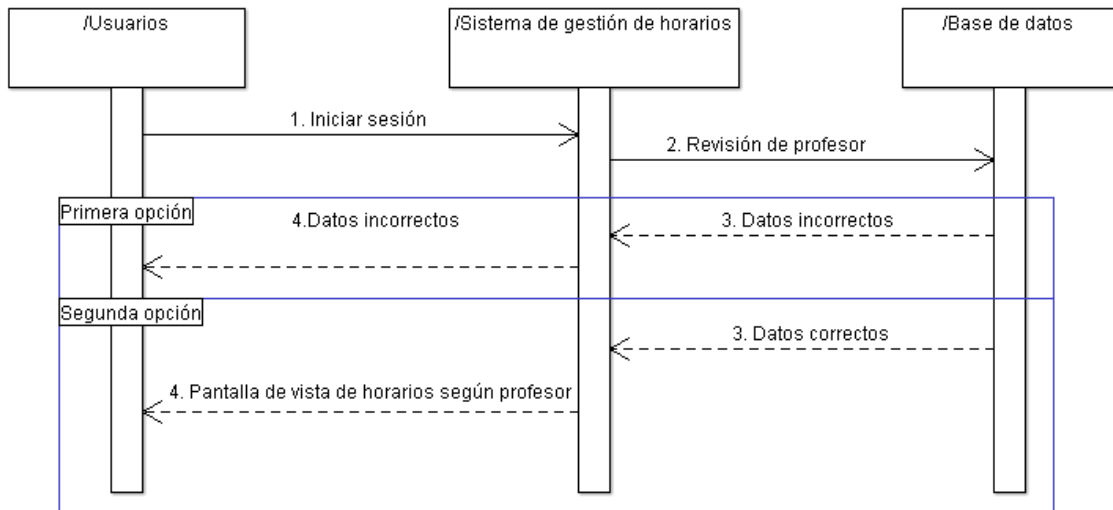 /Usuarios
/Sistema de gestión de horarios
/Base de datos
1. Iniciar sesión
2. Revisión de profesor
Primera opción
4.Datos incorrectos
3. Datos incorrectos
Segunda opción
3. Datos correctos
4. Pantalla de vista de horarios según profesor